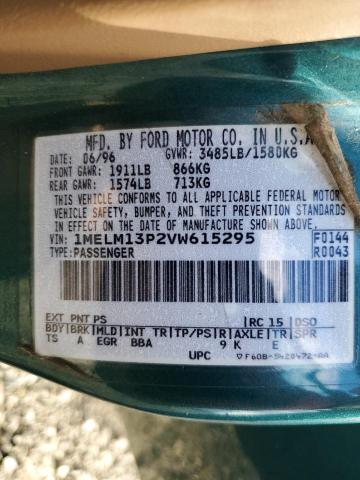 MFD. BY FORD MOTOR CO. IN U.S.A.
06/96 GVWR: 3485LB/1580KG
FRONT GAWR: 1911LB 866KG
REAR GAWR: 1574LB 713KG
THIS VEHICLE CONFORMS TO ALL APPLICABLE FEDERAL MOTOR
VEHICLE SAFETY, BUMPER, AND THEFT PREVENTION STANDARDS
IN EFFECT ON THE DATE OF MANUFACTURE SHOWN ABOVE.
VIN: 1MELM13P2VW615295 F0144
TYPE: PASSENGER R0043
EXT PNT PS RC 15 DSO
BDY BRK MLD INT TR TP/PS R AXLE TR SPR
TS A EGR BBA 9 K E
UPC F60B-5420472-AA